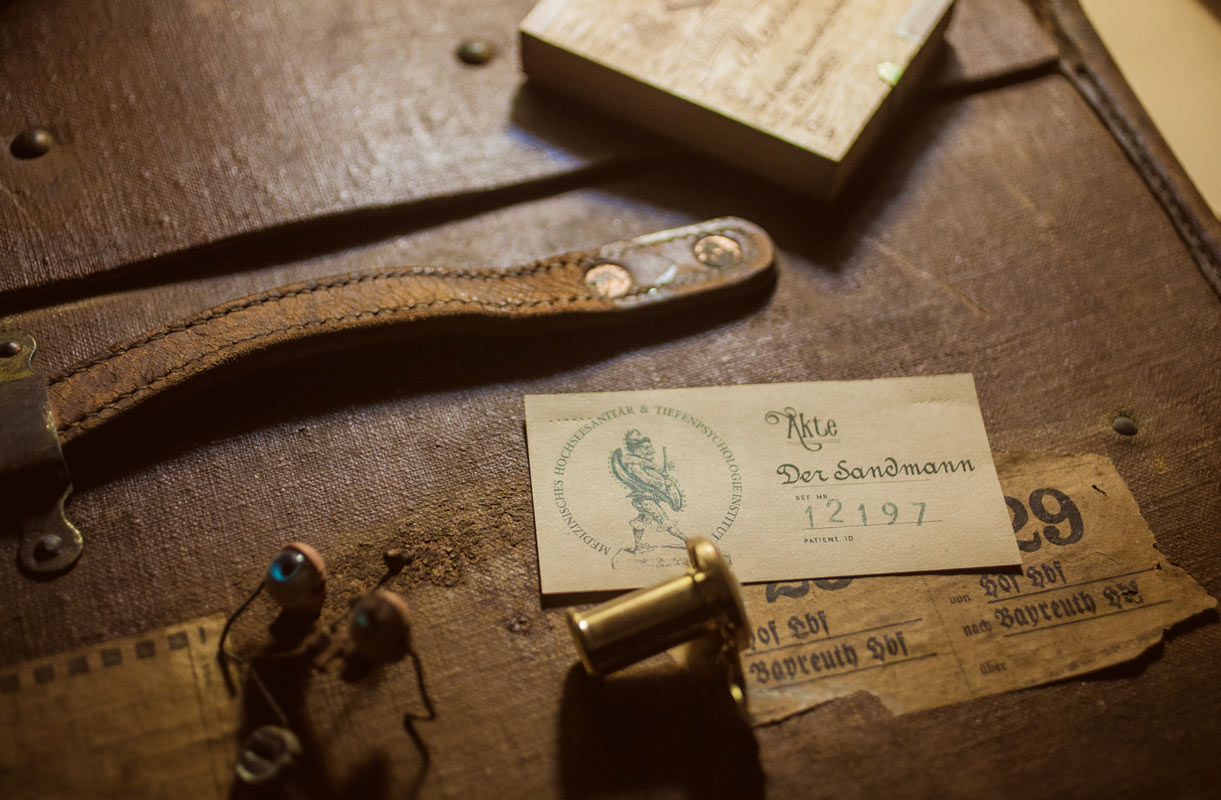 MEDIZINISCHES HOCHSEESANITÄR & TIEFENPSYCHOLOGIE INSTITUT
Akte
Der Sandmann
REF NR.
12197
PATIENT. ID
29
von Hof Hbf
nach Bayreuth Hbf
über
Hof Hbf
Bayreuth Hbf